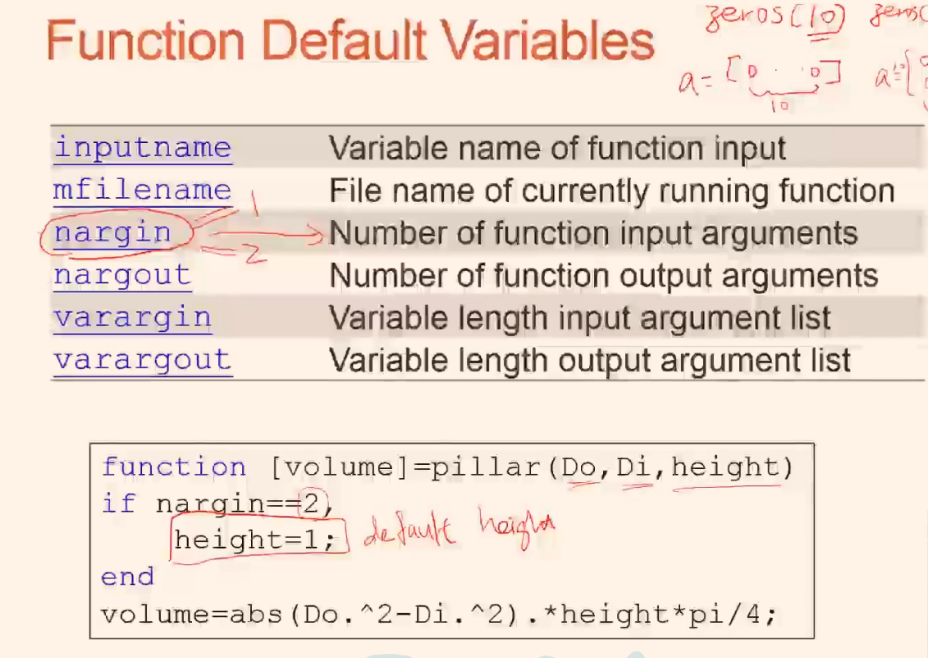 Function Default Variables
zeros(10) zeros(
a=[0 . . 0] a=[
10
inputname Variable name of function input
mfilename File name of currently running function
1
nargin Number of function input arguments
2
nargout Number of function output arguments
varargin Variable length input argument list
varargout Variable length output argument list
function [volume]=pillar(Do,Di,height)
if nargin==2,
height=1; default height
end
volume=abs(Do.^2-Di.^2).*height*pi/4;